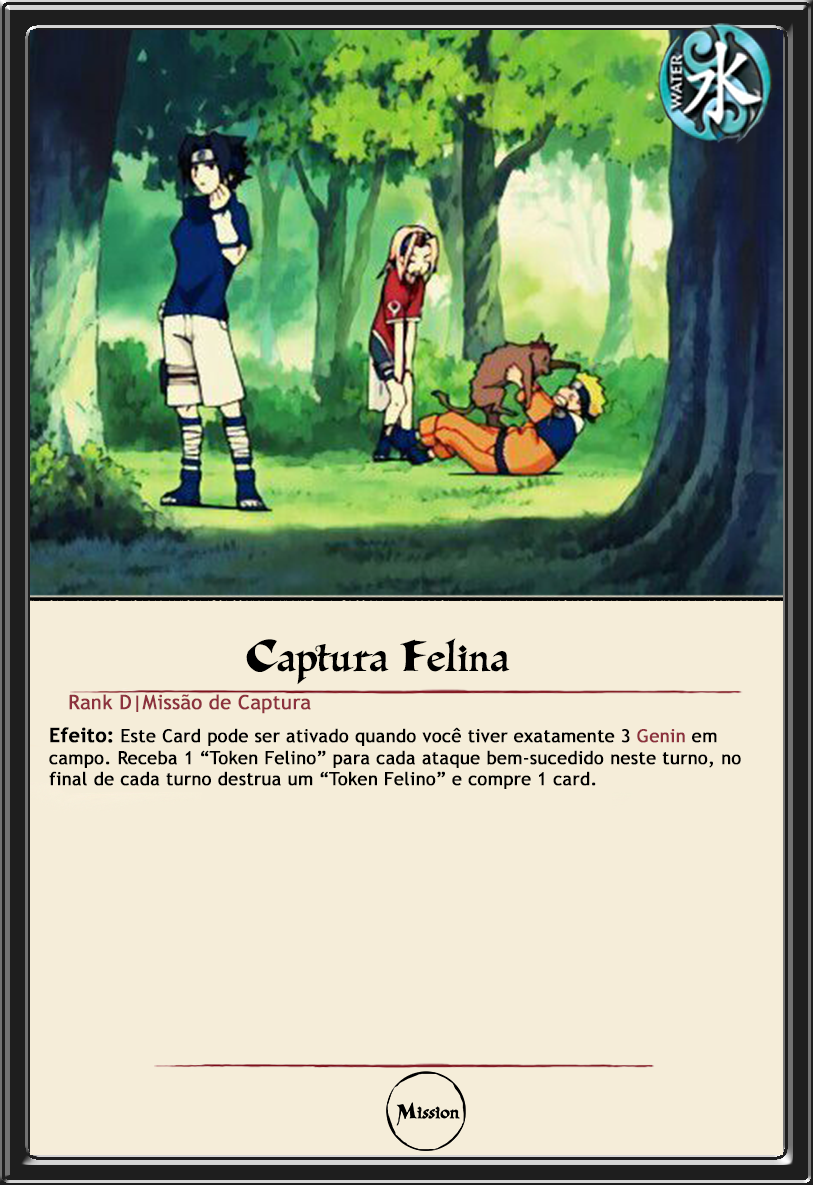 WATER
水
Captura Felina
Rank D|Missão de Captura
Efeito: Este Card pode ser ativado quando você tiver exatamente 3 Genin em
campo. Receba 1 “Token Felino” para cada ataque bem-sucedido neste turno, no
final de cada turno destrua um “Token Felino” e compre 1 card.
Mission